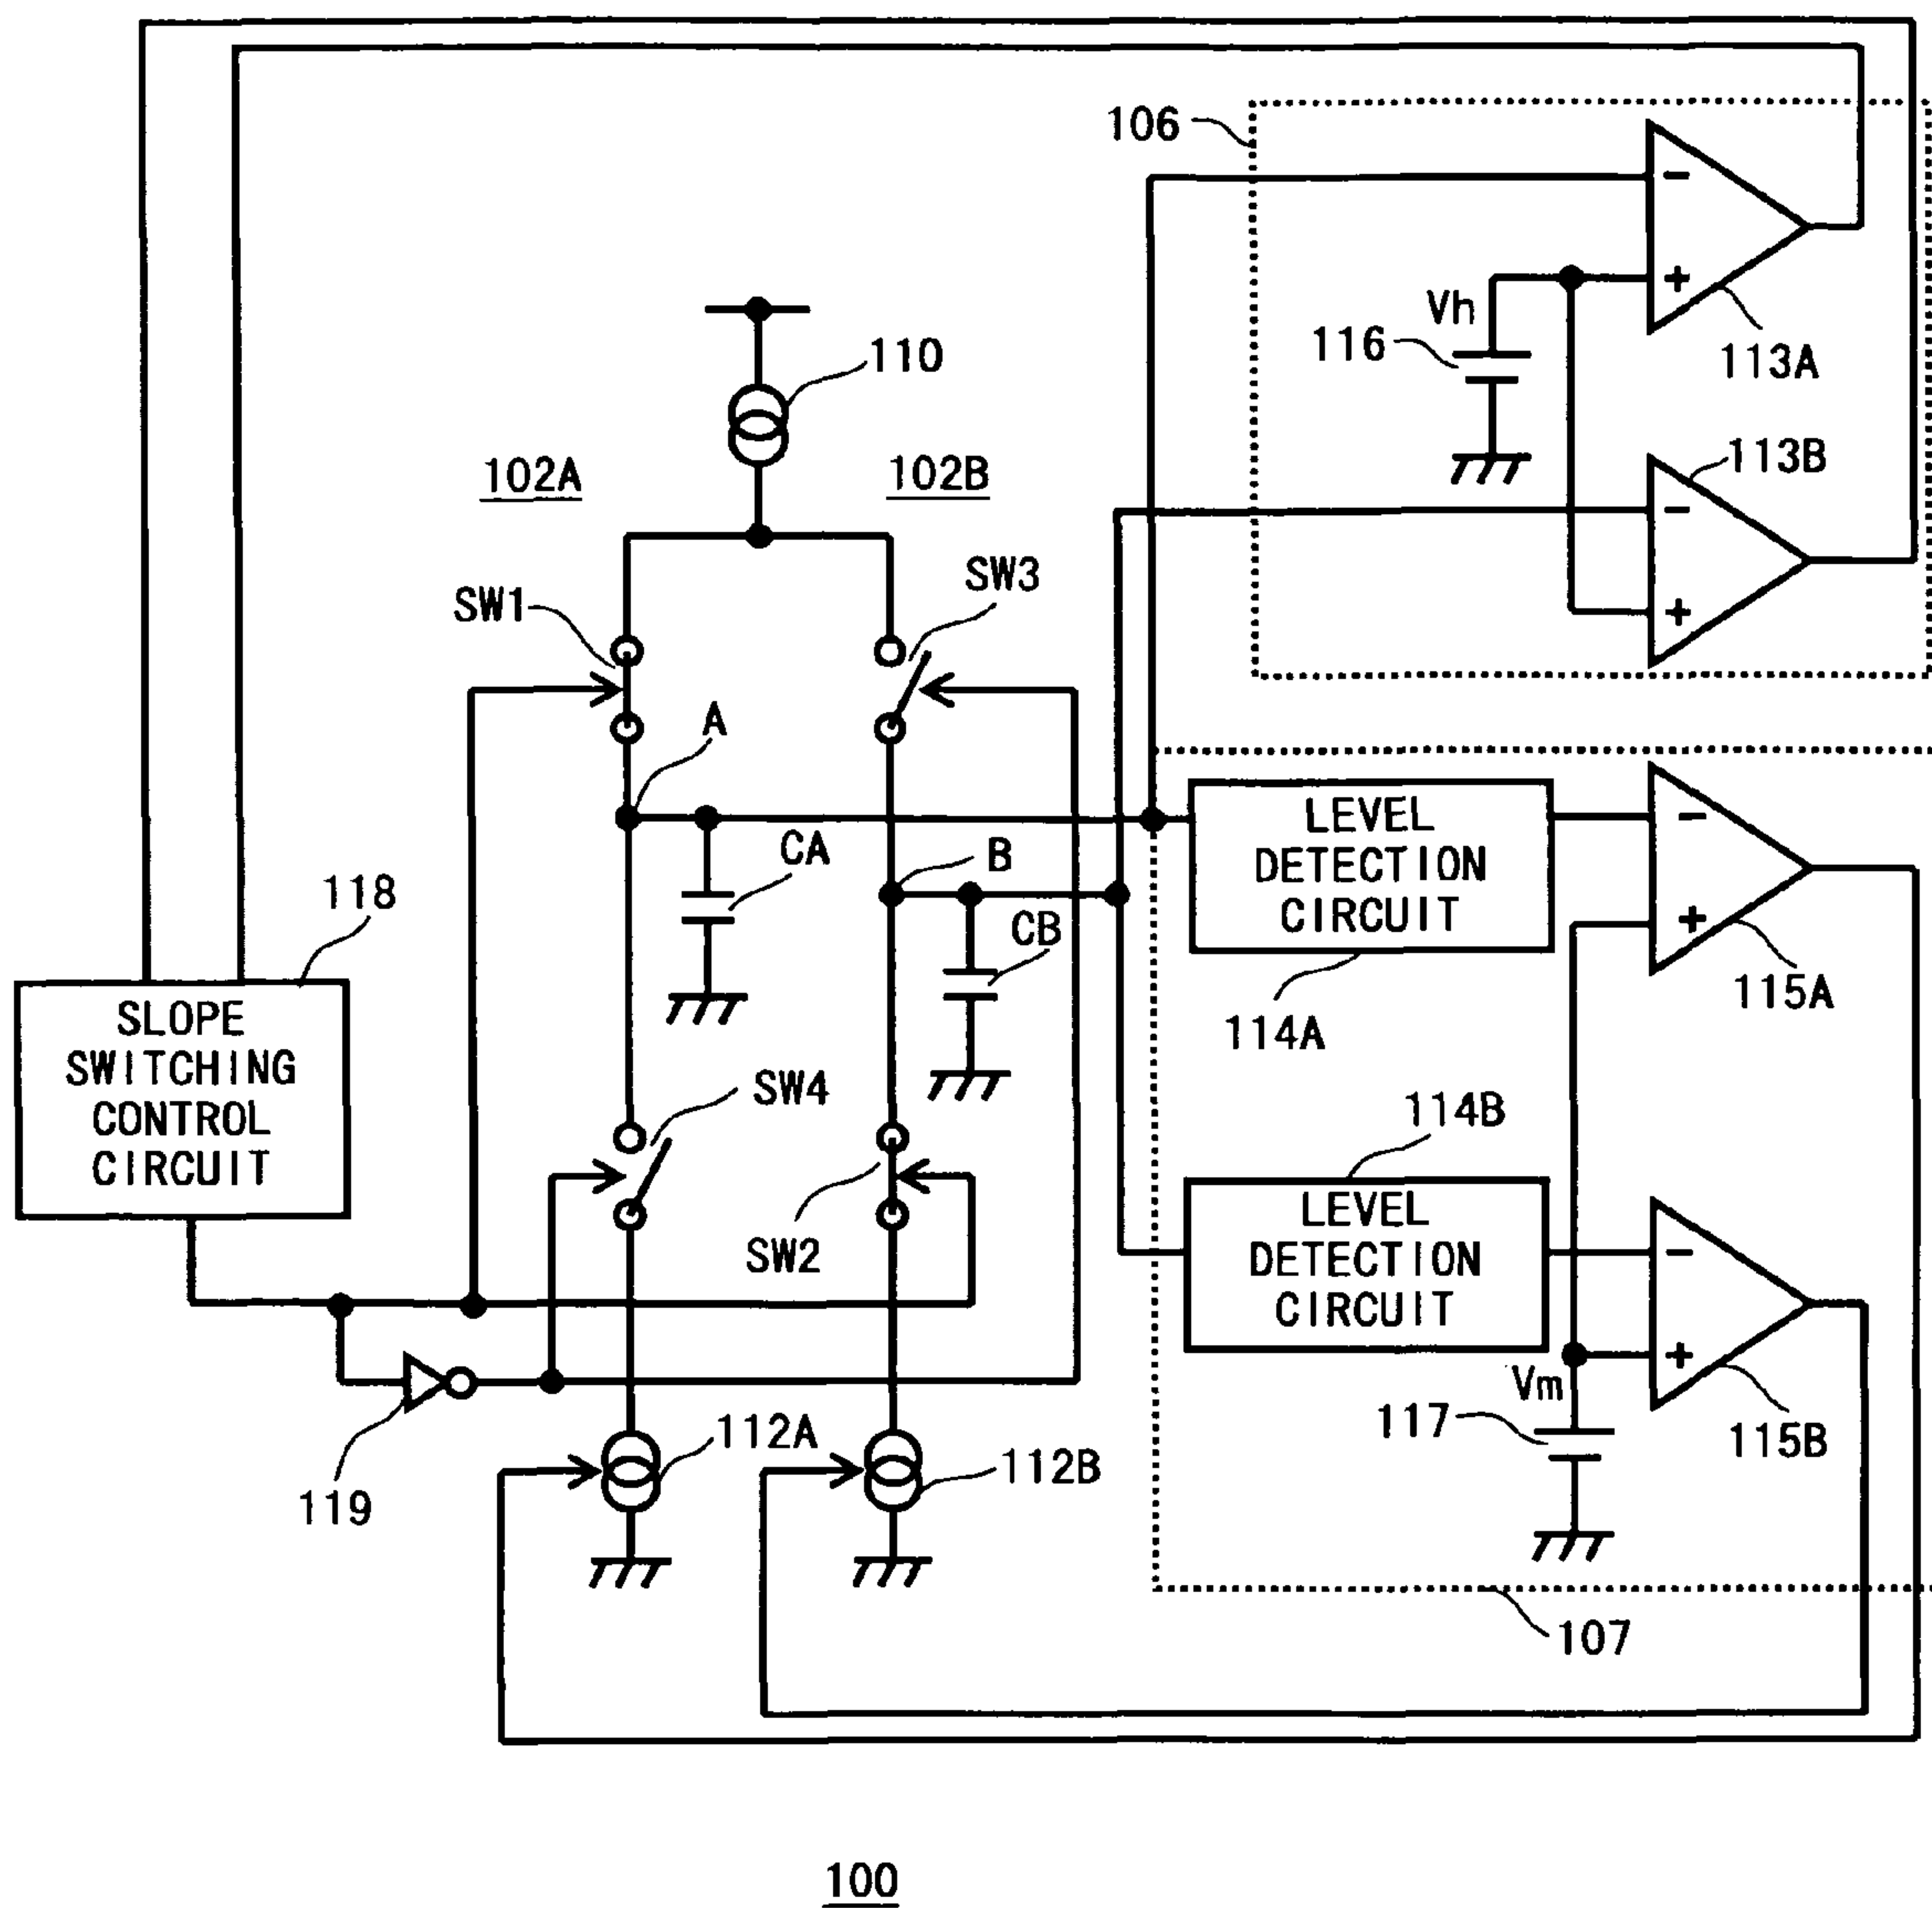 106
-
+
Vh
116
113A
110
102A
102B
113B
-
+
SW1
SW3
A
LEVEL
DETECTION
CIRCUIT
-
+
CA
B
118
CB
115A
114A
SLOPE
SWITCHING
CONTROL
CIRCUIT
SW4
114B
SW2
LEVEL
DETECTION
CIRCUIT
-
+
Vm
117
112A
112B
115B
119
107
100